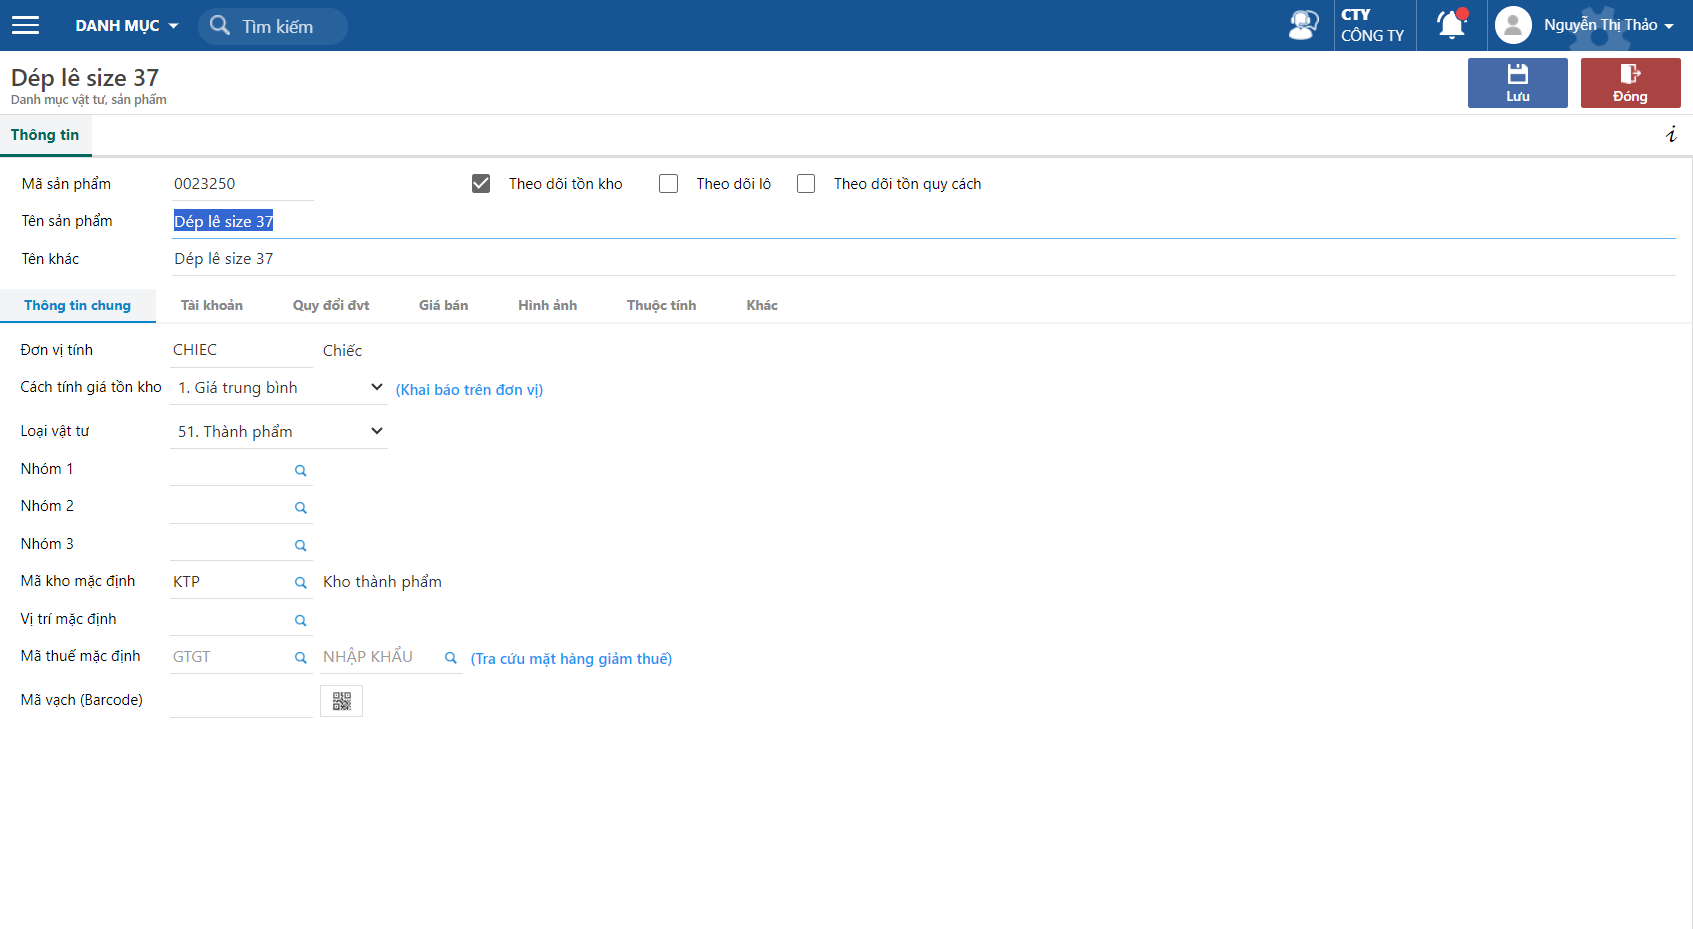 DANH MỤC
Tìm kiếm
CTY
CÔNG TY
Nguyễn Thị Thảo
Dép lê size 37
Danh mục vật tư, sản phẩm
Lưu
Đóng
Thông tin
i
Mã sản phẩm 0023250 Theo dõi tồn kho Theo dõi lô Theo dõi tồn quy cách
Tên sản phẩm Dép lê size 37
Tên khác Dép lê size 37
Thông tin chung Tài khoản Quy đổi đvt Giá bán Hình ảnh Thuộc tính Khác
Đơn vị tính CHIEC Chiếc
Cách tính giá tồn kho 1. Giá trung bình (Khai báo trên đơn vị)
Loại vật tư 51. Thành phẩm
Nhóm 1
Nhóm 2
Nhóm 3
Mã kho mặc định KTP Kho thành phẩm
Vị trí mặc định
Mã thuế mặc định GTGT NHẬP KHẨU (Tra cứu mặt hàng giảm thuế)
Mã vạch (Barcode)